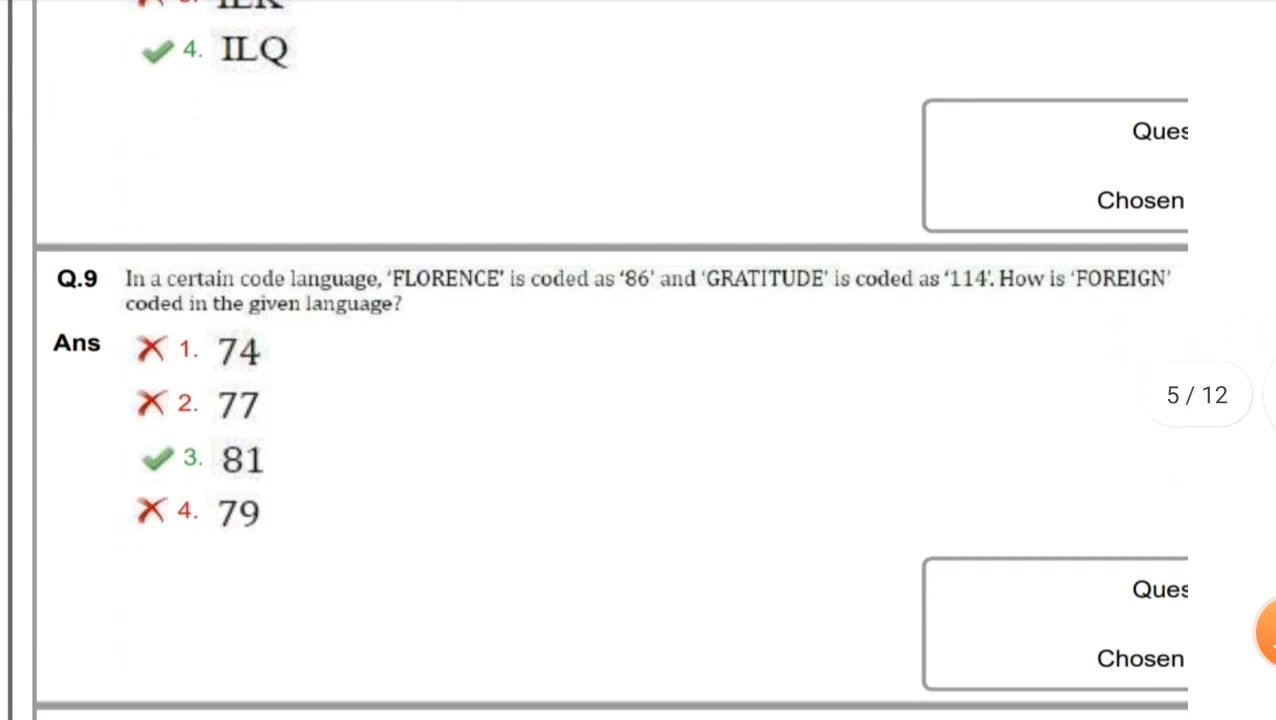 4. ILQ
Ques
Chosen
Q.9 In a certain code language, ‘FLORENCE’ is coded as ‘86’ and ‘GRATITUDE’ is coded as ‘114’. How is ‘FOREIGN’
coded in the given language?
Ans 1. 74
2. 77
5 / 12
3. 81
4. 79
Ques
Chosen